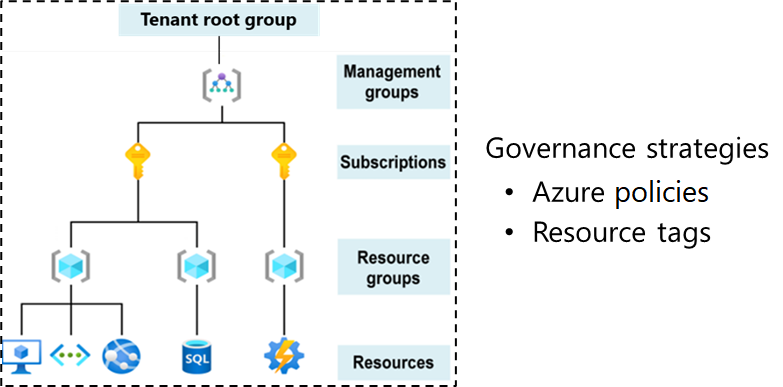 Tenant root group
Management
groups
Subscriptions
Resource
groups
SQL
Resources
Governance strategies
• Azure policies
• Resource tags